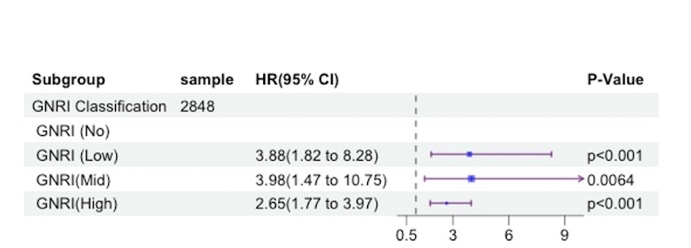 Subgroup sample HR(95% CI) P-Value
GNRI Classification 2848
GNRI (No)
GNRI (Low) 3.88(1.82 to 8.28) p<0.001
GNRI(Mid) 3.98(1.47 to 10.75) 0.0064
GNRI(High) 2.65(1.77 to 3.97) p<0.001
0.5 3 6 9